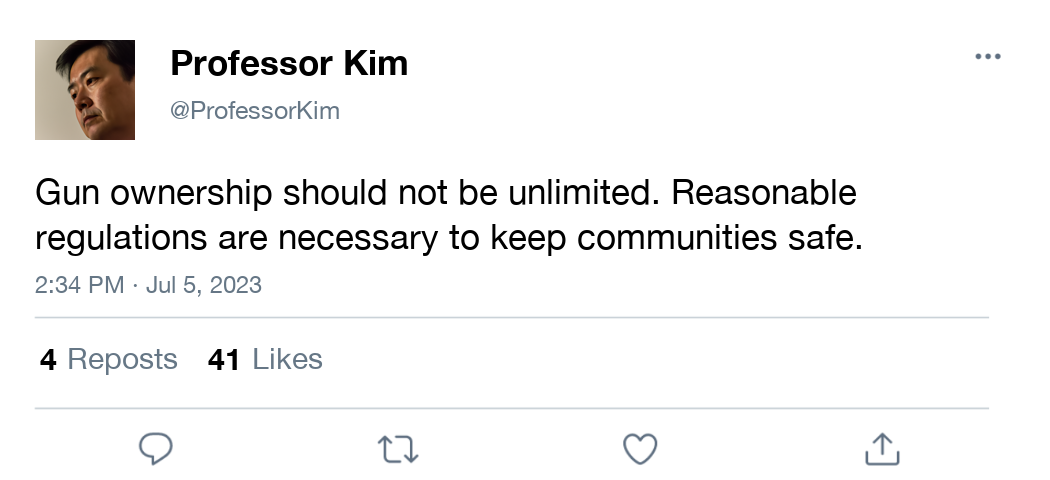 Professor Kim
@ProfessorKim
Gun ownership should not be unlimited. Reasonable
regulations are necessary to keep communities safe.
2:34 PM · Jul 5, 2023
4 Reposts 41 Likes